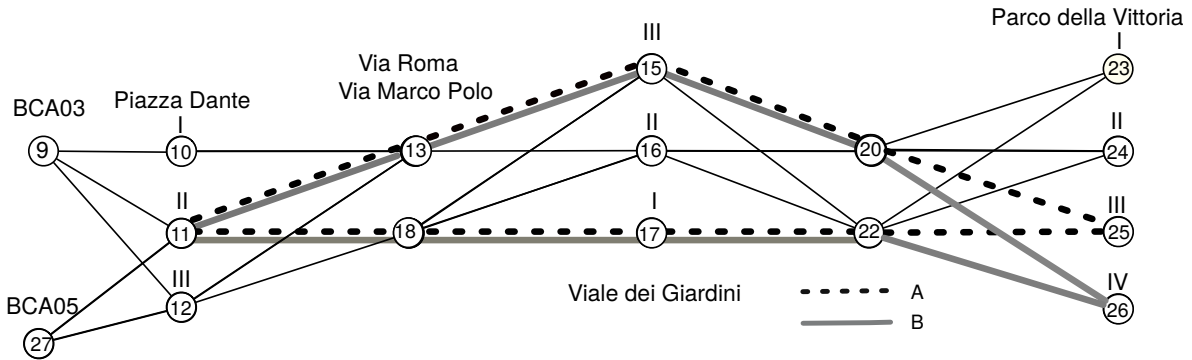 Parco della Vittoria
I
23
III
15
Via Roma
Via Marco Polo
BCA03
Piazza Dante
I
9
10
13
II
16
20
II
24
II
11
18
I
17
22
III
25
III
12
BCA05
27
Viale dei Giardini
A
B
IV
26